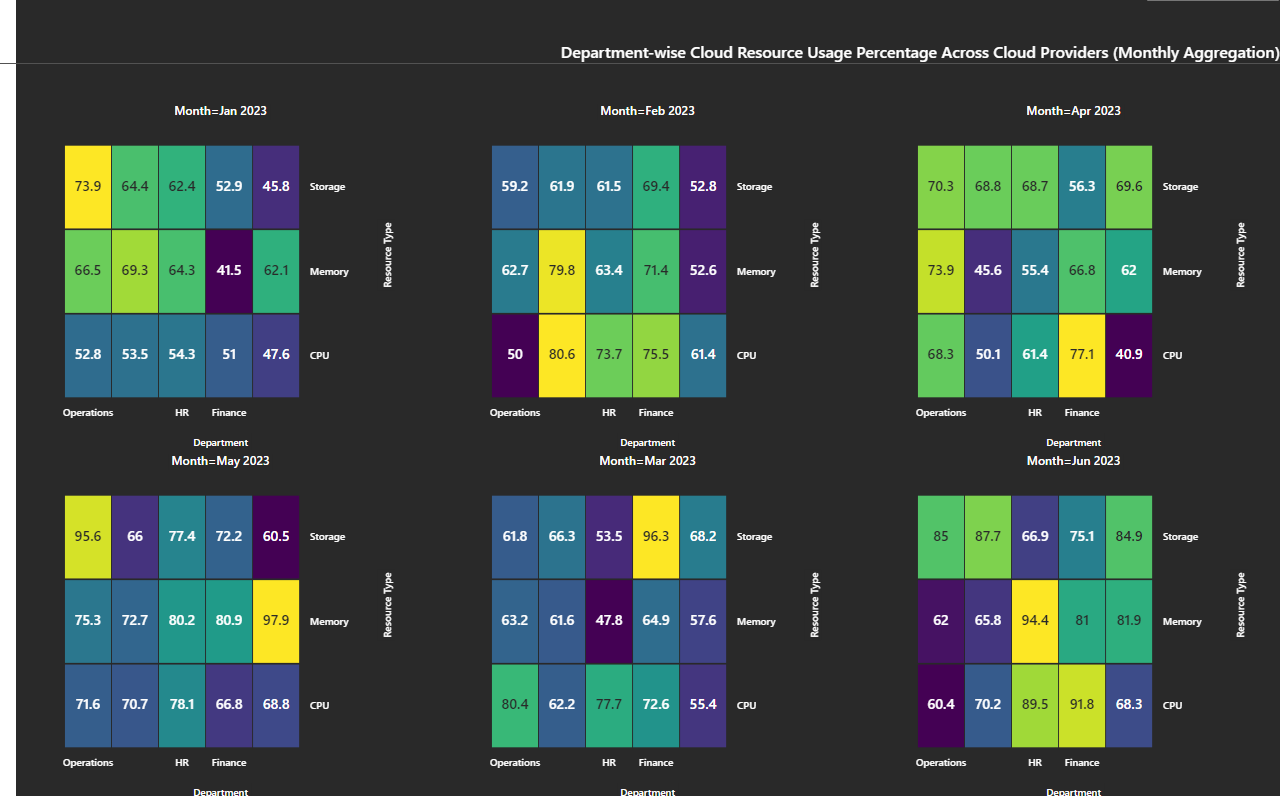 Department-wise Cloud Resource Usage Percentage Across Cloud Providers (Monthly Aggregation)
Month=Jan 2023
73.9 64.4 62.4 52.9 45.8 Storage
66.5 69.3 64.3 41.5 62.1 Memory
52.8 53.5 54.3 51 47.6 CPU
Resource Type
Operations HR Finance
Department
Month=Feb 2023
59.2 61.9 61.5 69.4 52.8 Storage
62.7 79.8 63.4 71.4 52.6 Memory
50 80.6 73.7 75.5 61.4 CPU
Resource Type
Operations HR Finance
Department
Month=Apr 2023
70.3 68.8 68.7 56.3 69.6 Storage
73.9 45.6 55.4 66.8 62 Memory
68.3 50.1 61.4 77.1 40.9 CPU
Resource Type
Operations HR Finance
Department
Month=May 2023
95.6 66 77.4 72.2 60.5 Storage
75.3 72.7 80.2 80.9 97.9 Memory
71.6 70.7 78.1 66.8 68.8 CPU
Resource Type
Operations HR Finance
Department
Month=Mar 2023
61.8 66.3 53.5 96.3 68.2 Storage
63.2 61.6 47.8 64.9 57.6 Memory
80.4 62.2 77.7 72.6 55.4 CPU
Resource Type
Operations HR Finance
Department
Month=Jun 2023
85 87.7 66.9 75.1 84.9 Storage
62 65.8 94.4 81 81.9 Memory
60.4 70.2 89.5 91.8 68.3 CPU
Resource Type
Operations HR Finance
Department